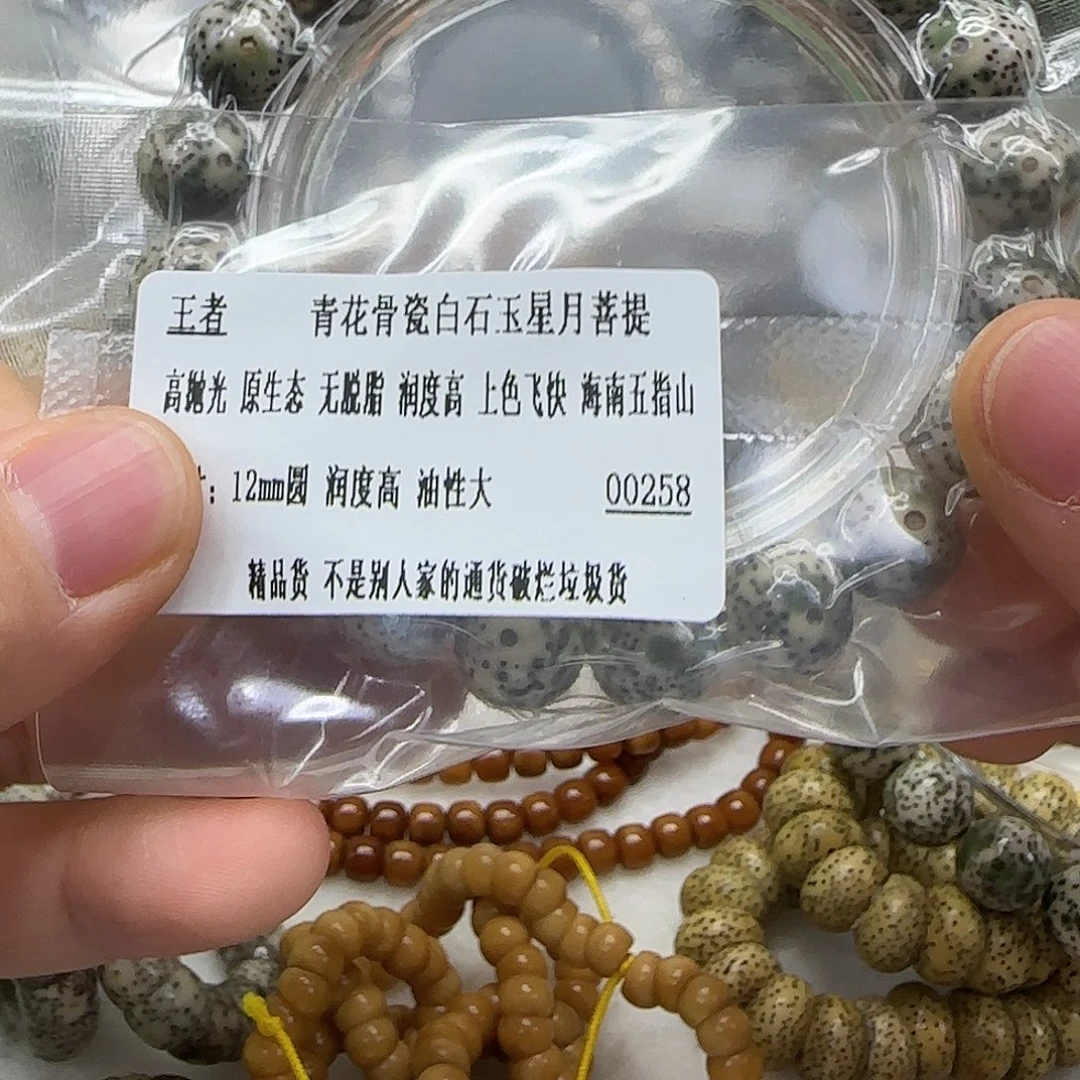 王者 青花骨瓷白石玉星月菩提
高抛光 原生态 无脱脂 润度高 上色飞快 海南五指山
：12mm圆 润度高 油性大 00258
精品货 不是别人家的通货破烂垃圾货